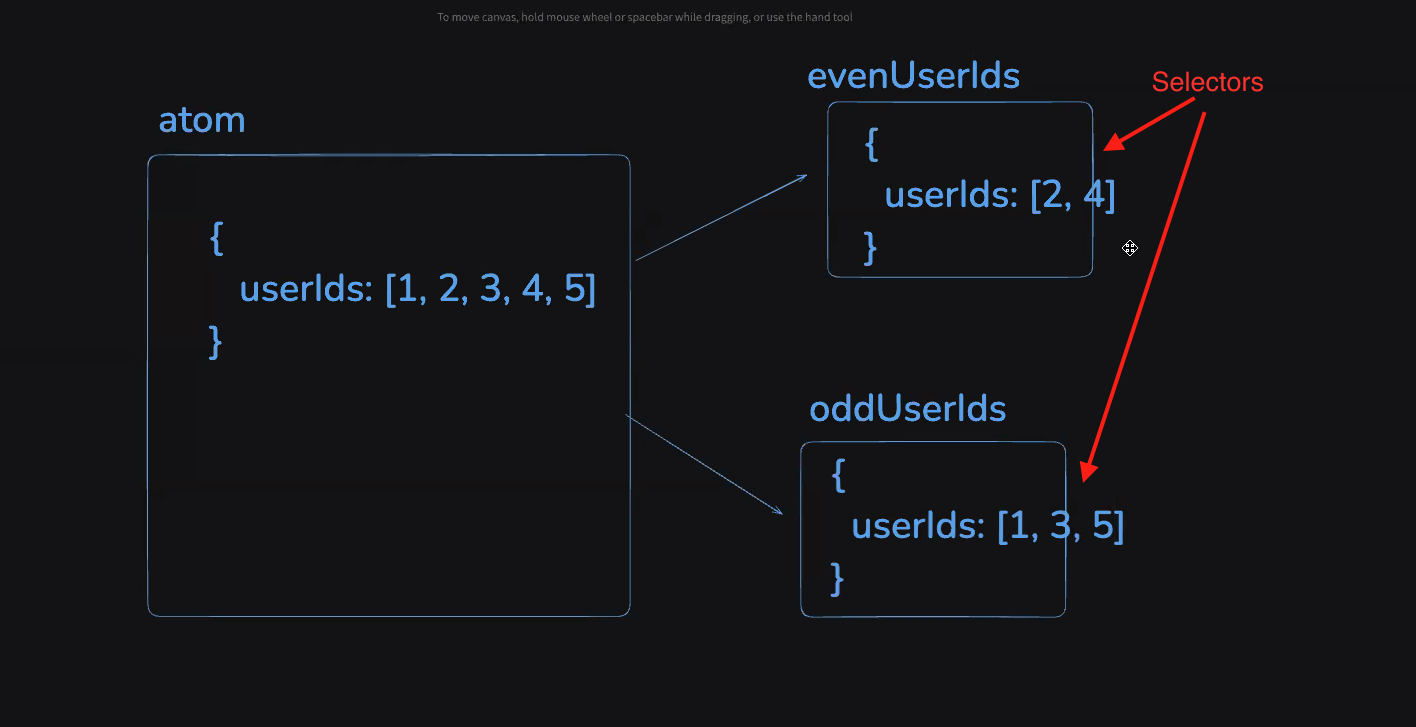 To move canvas, hold mouse wheel or spacebar while dragging, or use the hand tool
atom
{
userIds: [1, 2, 3, 4, 5]
}
evenUserIds
{
userIds: [2, 4]
}
Selectors
oddUserIds
{
userIds: [1, 3, 5]
}